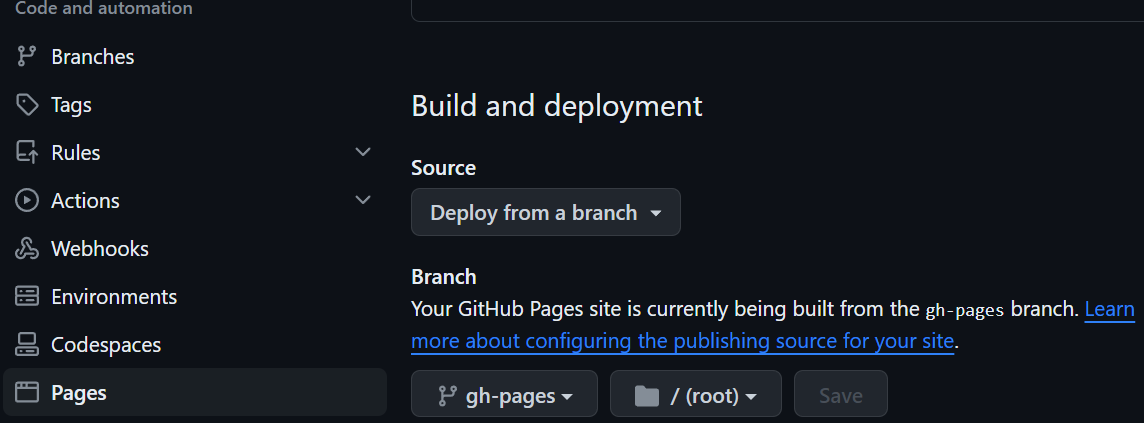 Code and automation
Branches
Tags
Rules
Actions
Webhooks
Environments
Codespaces
Pages
Build and deployment
Source
Deploy from a branch
Branch
Your GitHub Pages site is currently being built from the gh-pages branch. Learn
more about configuring the publishing source for your site.
gh-pages
/ (root)
Save